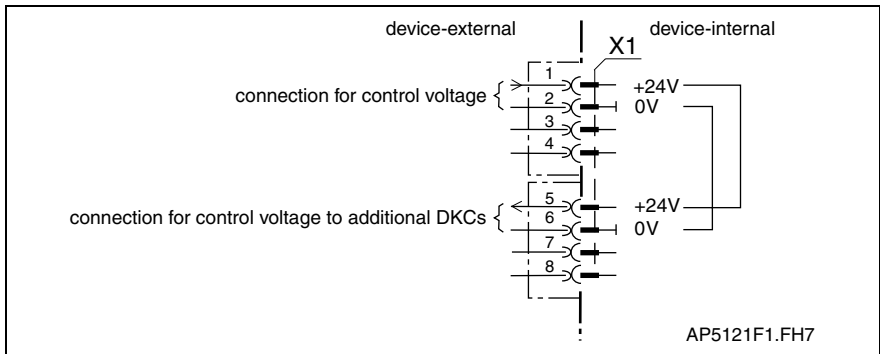 device-external
device-internal
X1
1
+24V
connection for control voltage
2
0V
3
4
5
+24V
connection for control voltage to additional DKCs
6
0V
7
8
AP5121F1.FH7